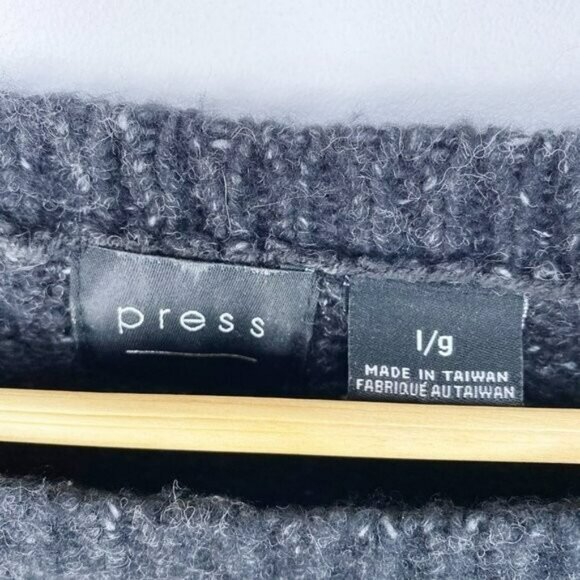 press
l/g
MADE IN TAIWAN
FABRIQUÉ AU TAIWAN